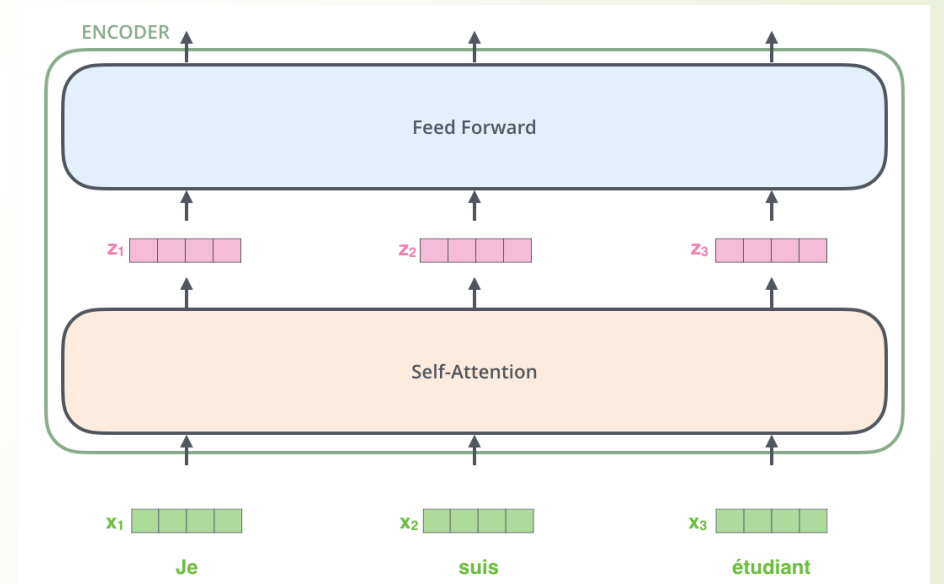 ENCODER
Feed Forward
z₁ z₂ z₃
Self-Attention
x₁ x₂ x₃
Je suis étudiant